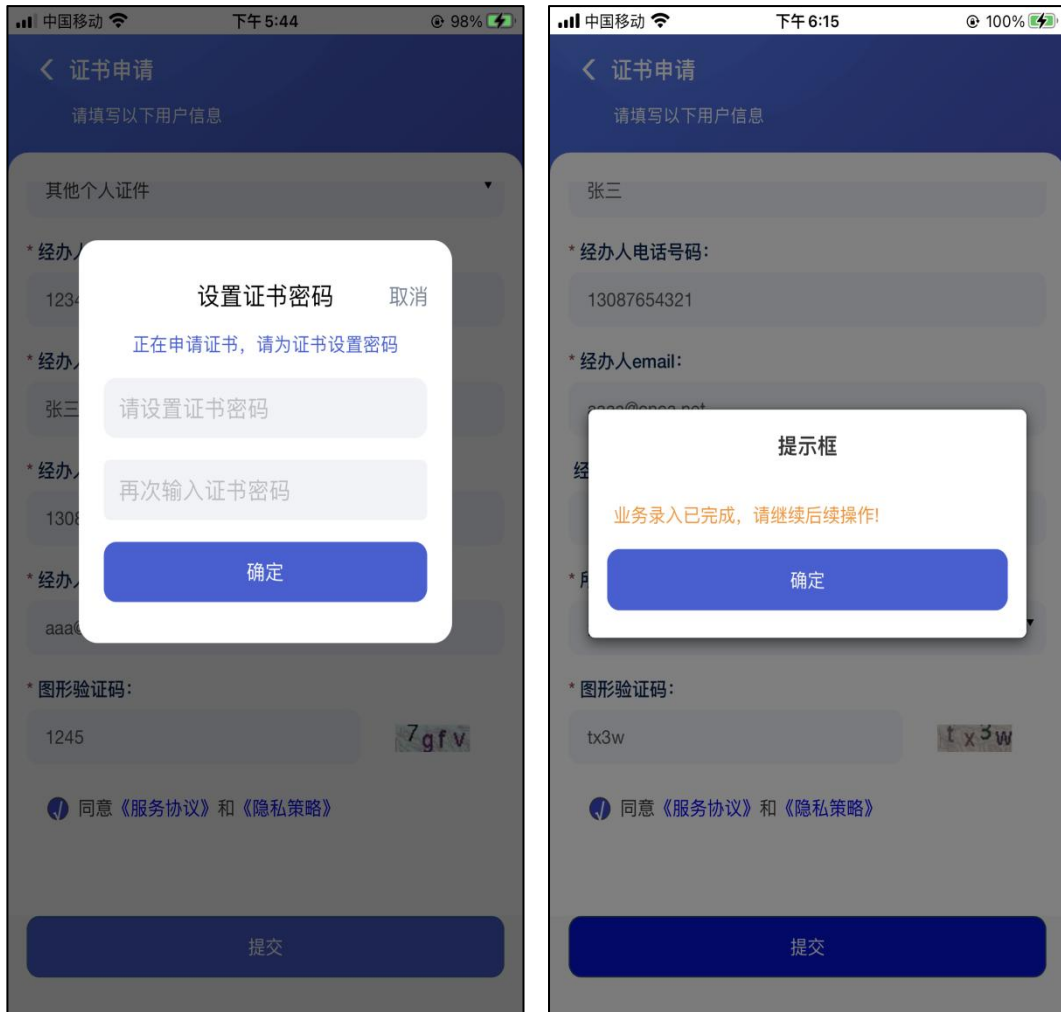 中国移动 下午5:44 98%
证书申请
请填写以下用户信息
其他个人证件
* 经办人
1234
设置证书密码 取消
正在申请证书，请为证书设置密码
* 经办人
张三
请设置证书密码
* 经办人
1308
再次输入证书密码
确定
* 经办人
aaa@
* 图形验证码：
1245 7gfv
同意《服务协议》和《隐私策略》
提交
中国移动 下午6:15 100%
证书申请
请填写以下用户信息
张三
* 经办人电话号码：
13087654321
* 经办人email：
提示框
经
业务录入已完成，请继续后续操作!
* 所
确定
* 图形验证码：
tx3w tx3w
同意《服务协议》和《隐私策略》
提交